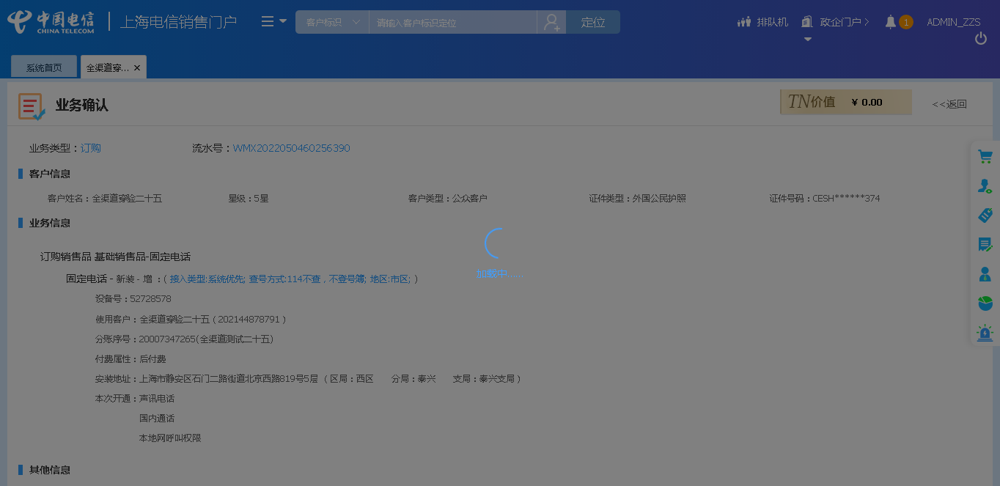 中国电信 CHINA TELECOM 上海电信销售门户 客户标识 请输入客户标识定位 定位 排队机 政企门户 1 ADMIN_ZZS
系统首页 全渠道穿... ×
业务确认 TN价值 ¥ 0.00 <<返回
业务类型：订购 流水号：WMX2022050460256390
客户信息
客户姓名：全渠道穿验二十五 星级：5星 客户类型：公众客户 证件类型：外国公民护照 证件号码：CESH******374
业务信息
订购销售品 基础销售品-固定电话
加载中......
固定电话 - 新装 - 增 ：( 接入类型:系统优先; 查号方式:114不查，不登号簿; 地区:市区; )
设备号：52728578
使用客户：全渠道穿验二十五 ( 202144878791 )
分账序号：20007347265(全渠道测试二十五)
付费属性：后付费
安装地址：上海市静安区石门二路街道北京西路819号5层 ( 区局：西区 分局：泰兴 支局：泰兴支局 )
本次开通：声讯电话
国内通话
本地网呼叫权限
其他信息